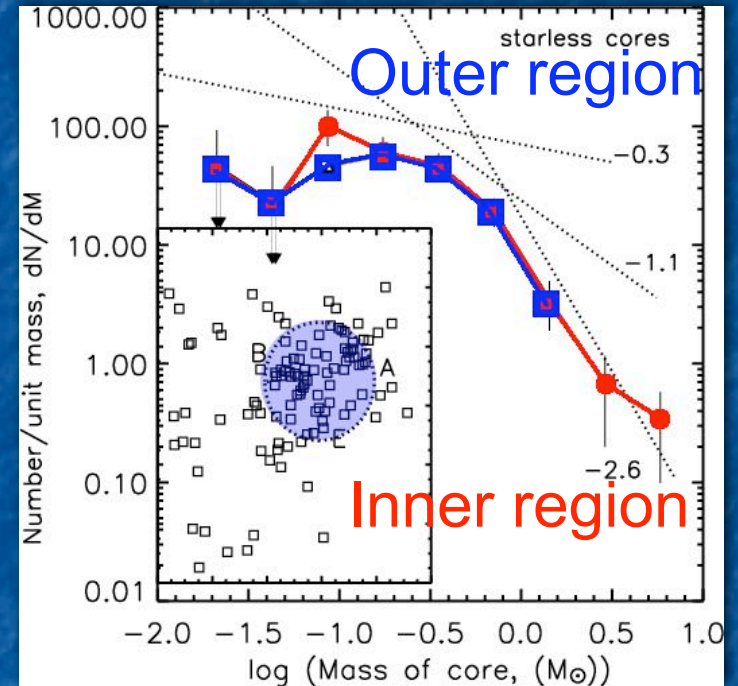 1000.00
starless cores
Outer region
100.00
−0.3
10.00
−1.1
B
A
1.00
−2.6
0.10
Inner region
0.01
Number/unit mass, dN/dM
−2.0 −1.5 −1.0 −0.5 0.0 0.5 1.0
log (Mass of core, (M⊙))